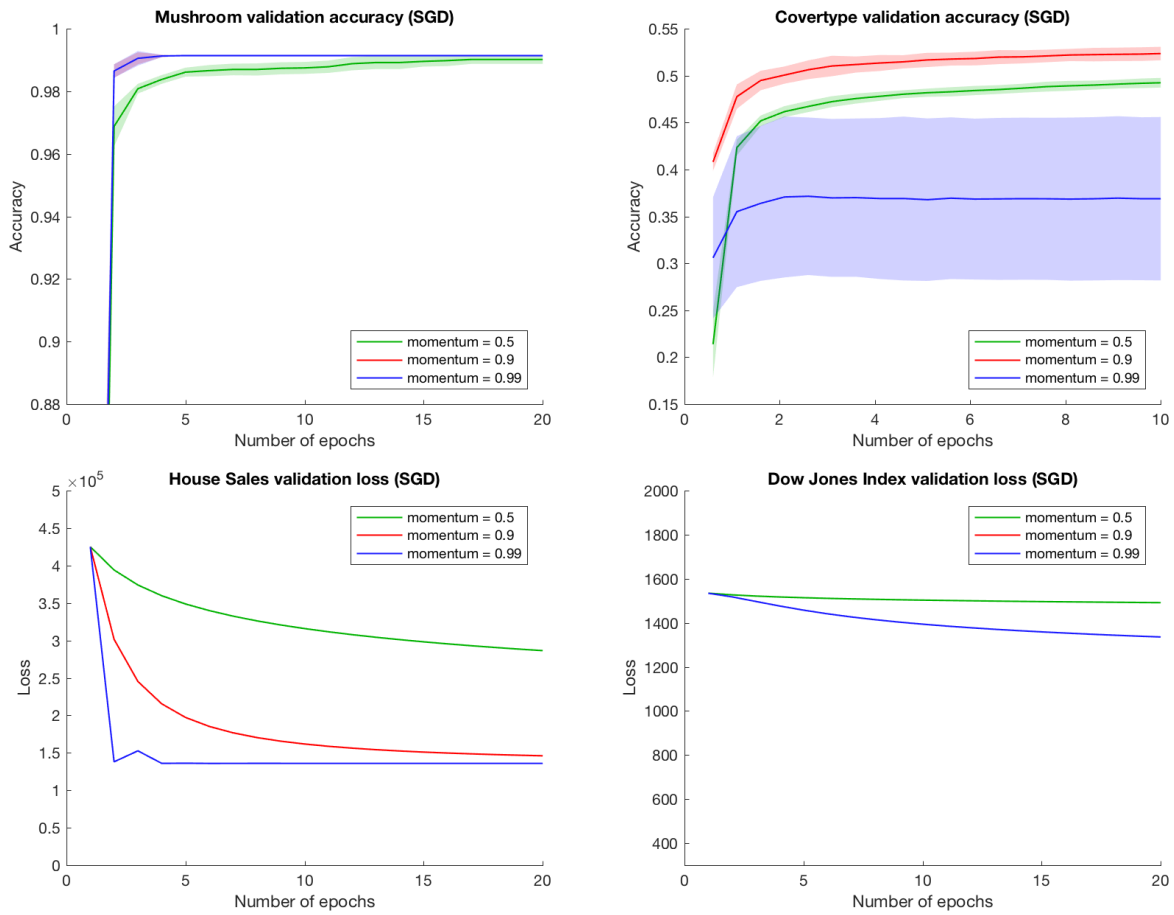 Mushroom validation accuracy (SGD)
Accuracy
1
0.98
0.96
0.94
0.92
0.9
0.88
0
5
10
15
20
Number of epochs
momentum = 0.5
momentum = 0.9
momentum = 0.99
Covertype validation accuracy (SGD)
Accuracy
0.55
0.5
0.45
0.4
0.35
0.3
0.25
0.2
0.15
0
2
4
6
8
10
Number of epochs
momentum = 0.5
momentum = 0.9
momentum = 0.99
House Sales validation loss (SGD)
×10⁵
Loss
5
4.5
4
3.5
3
2.5
2
1.5
1
0.5
0
0
5
10
15
20
Number of epochs
momentum = 0.5
momentum = 0.9
momentum = 0.99
Dow Jones Index validation loss (SGD)
Loss
2000
1800
1600
1400
1200
1000
800
600
400
0
5
10
15
20
Number of epochs
momentum = 0.5
momentum = 0.9
momentum = 0.99